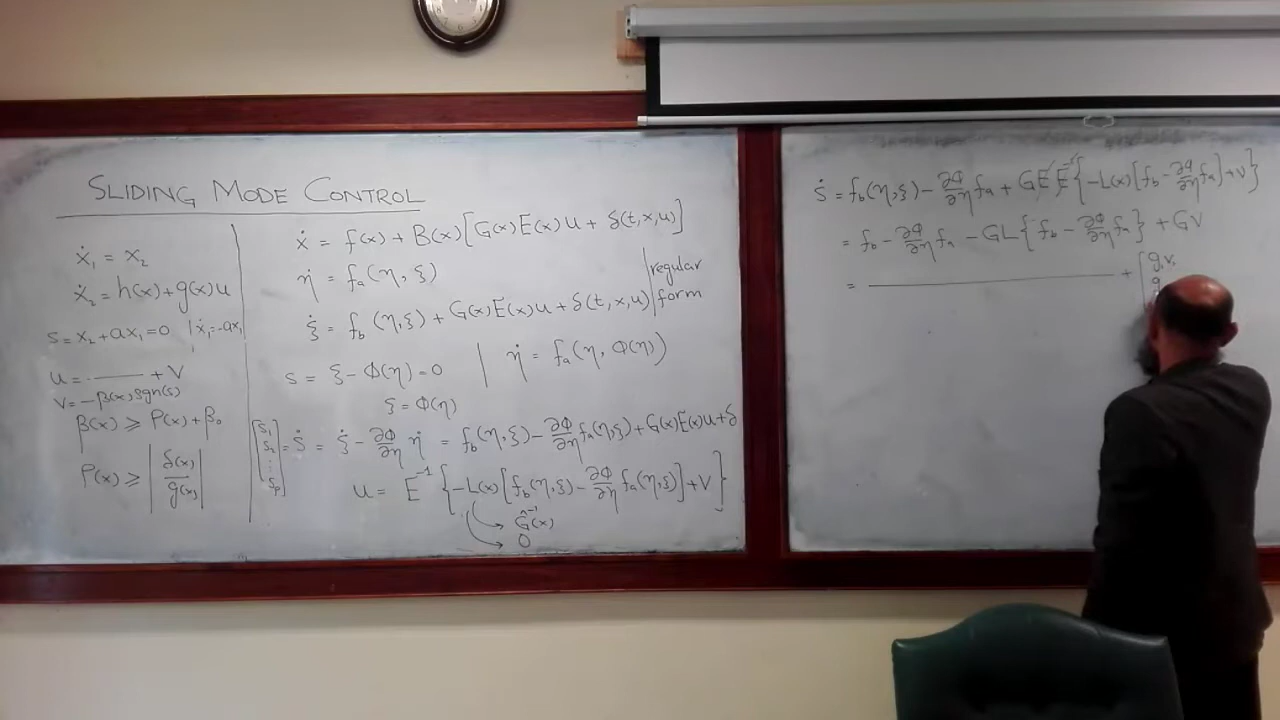 SLIDING MODE CONTROL
ẋ₁ = x₂
ẋ₂ = h(x) + g(x)u
s = x₂ + ax₁ = 0 | ẋ₁ = -ax₁
u = ——— + v
v = -β(x) sgn(s)
β(x) ≥ ρ(x) + β₀
ρ(x) ≥ |δ(x)/g(x)|
ẋ = f(x) + B(x)[G(x)E(x)u + δ(t,x,u)]
η̇ = fₐ(η, ξ)
ξ̇ = f_b(η,ξ) + G(x)E(x)u + δ(t,x,u)
regular
form
s = ξ - Φ(η) = 0 | η̇ = fₐ(η, Φ(η))
ξ = Φ(η)
[s₁ s₂ ⋮ s_p] = ṡ = ξ̇ - ∂Φ/∂η η̇ = f_b(η,ξ) - ∂Φ/∂η fₐ(η,ξ) + G(x)E(x)u + δ
u = E⁻¹{-L(x)[f_b(η,ξ) - ∂Φ/∂η fₐ(η,ξ)] + v}
→ Ĝ⁻¹(x)
→ 0
ṡ = f_b(η,ξ) - ∂Φ/∂η fₐ + GE E⁻¹{-L(x)[f_b - ∂Φ/∂η fₐ] + v}
= f_b - ∂Φ/∂η fₐ - GL{f_b - ∂Φ/∂η fₐ} + Gv
= ——— + [g₁v₁
g